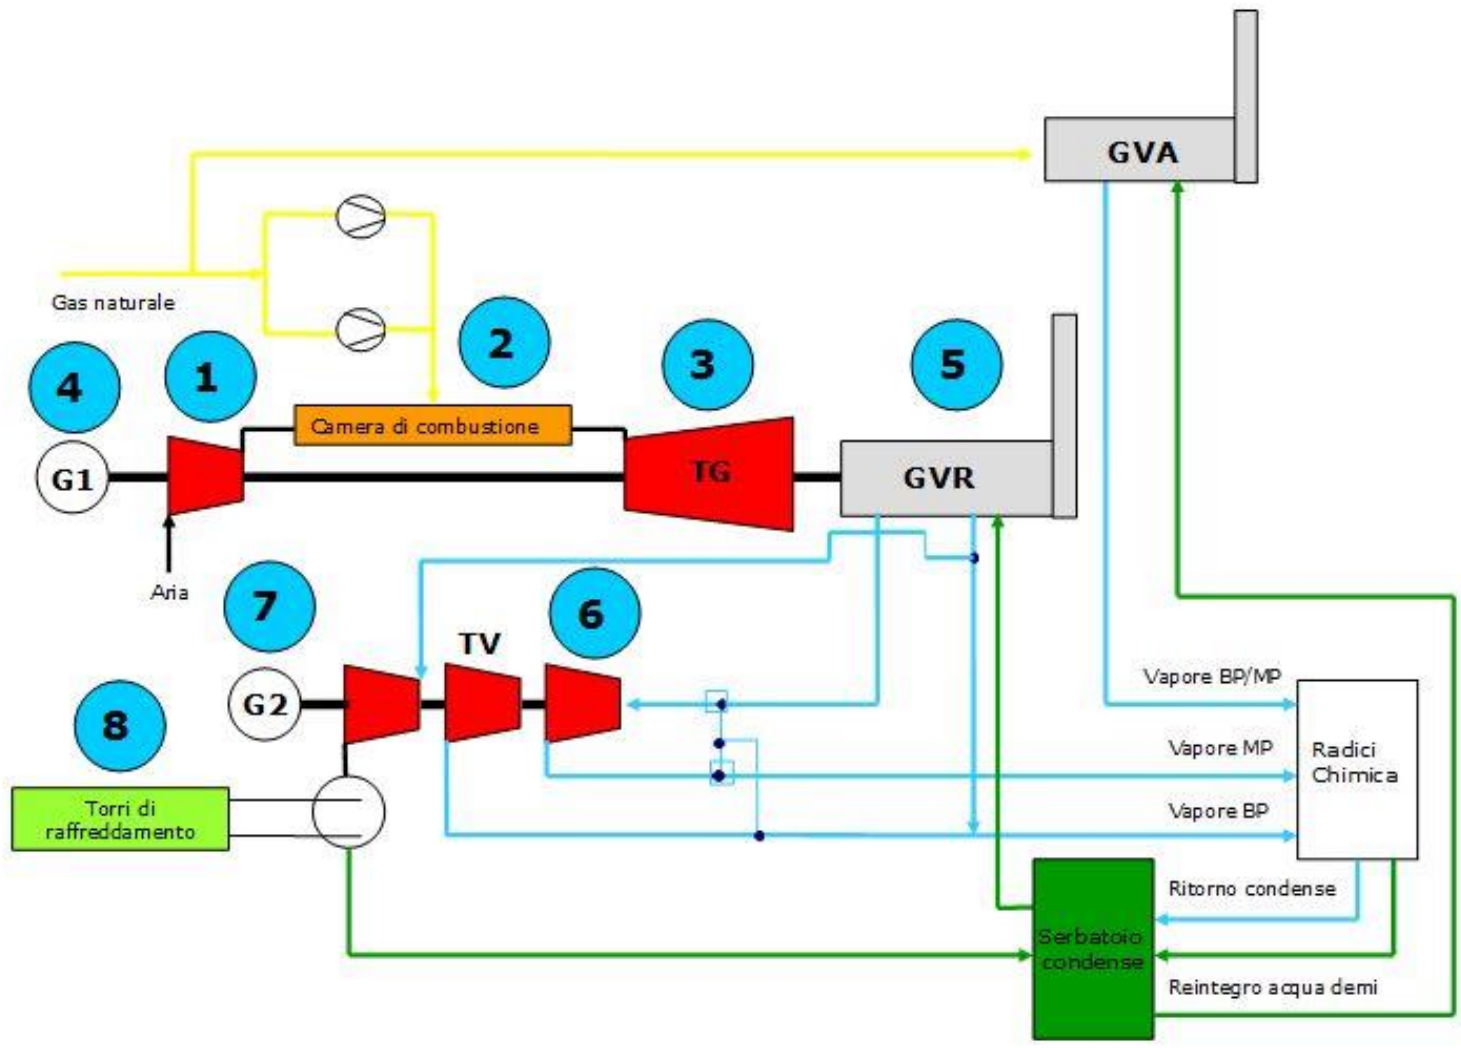 GVA
Gas naturale
4
1
2
3
5
Camera di combustione
G1
TG
GVR
Aria
7
6
TV
G2
8
Vapore BP/MP
Vapore MP
Radici
Chimica
Torri di
raffreddamento
Vapore BP
Ritorno condense
Serbatoio
condense
Reintegro acqua demi